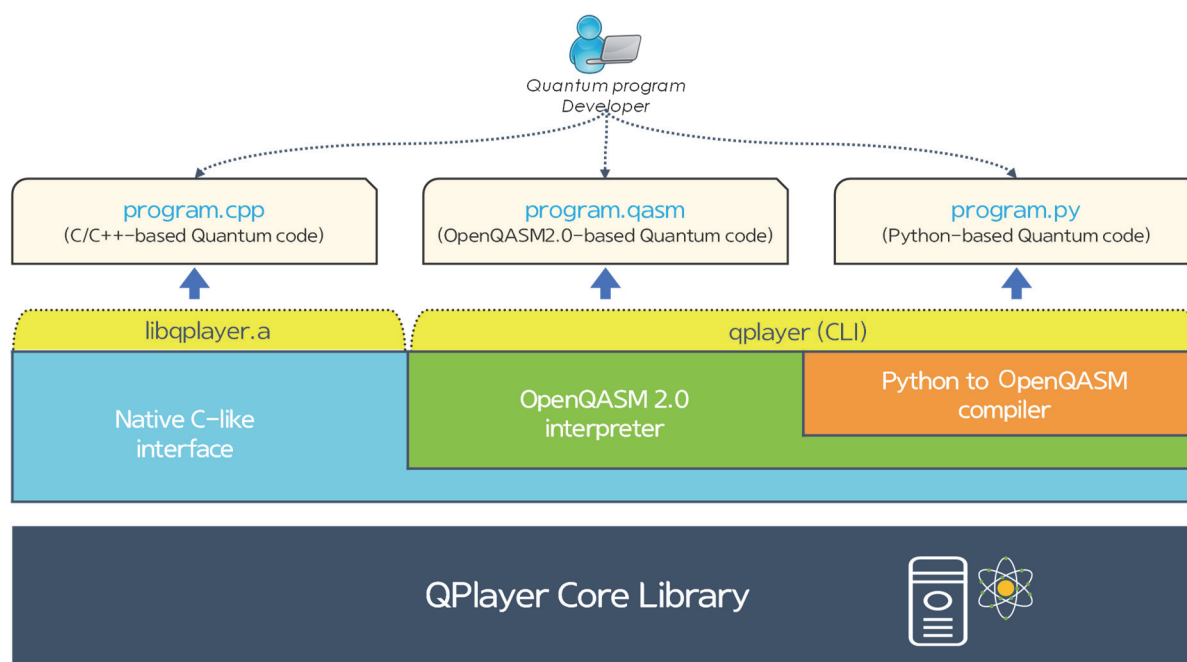 Quantum program
Developer
program.cpp
(C/C++-based Quantum code)
program.qasm
(OpenQASM2.0-based Quantum code)
program.py
(Python-based Quantum code)
libqplayer.a
qplayer (CLI)
Native C-like
interface
OpenQASM 2.0
interpreter
Python to OpenQASM
compiler
QPlayer Core Library